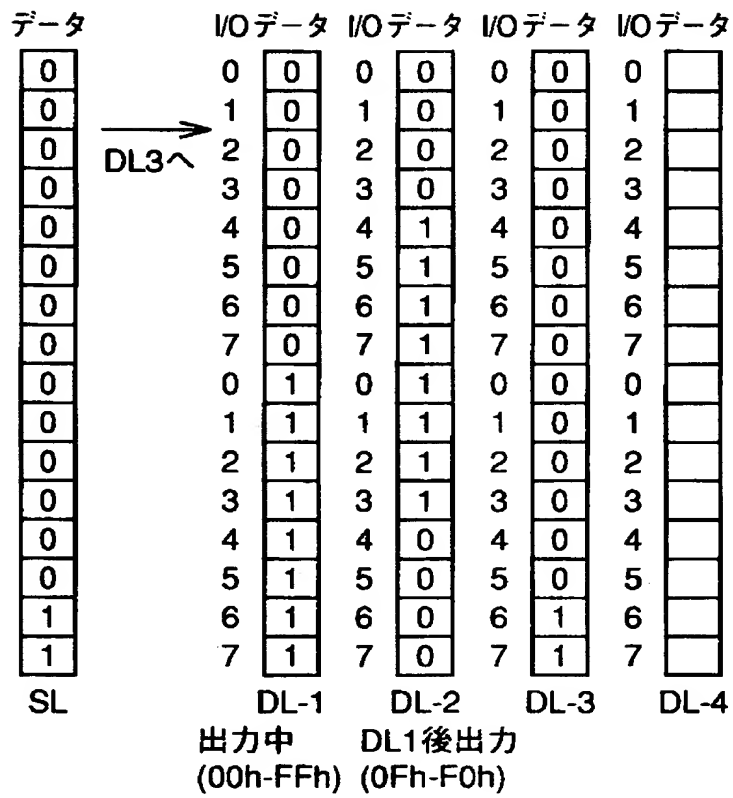 データ I/Oデータ I/Oデータ I/Oデータ I/Oデータ
0 0 0 0 0 0 0 0
0 1 0 1 0 1 0 1
0 2 0 2 0 2 0 2
0 3 0 3 0 3 0 3
0 4 0 4 1 4 0 4
0 5 0 5 1 5 0 5
0 6 0 6 1 6 0 6
0 7 0 7 1 7 0 7
0 0 1 0 1 0 0 0
0 1 1 1 1 1 0 1
0 2 1 2 1 2 0 2
0 3 1 3 1 3 0 3
0 4 1 4 0 4 0 4
0 5 1 5 0 5 0 5
1 6 1 6 0 6 1 6
1 7 1 7 0 7 1 7
DL3へ
SL DL-1 DL-2 DL-3 DL-4
出力中 DL1後出力
(00h-FFh) (0Fh-F0h)